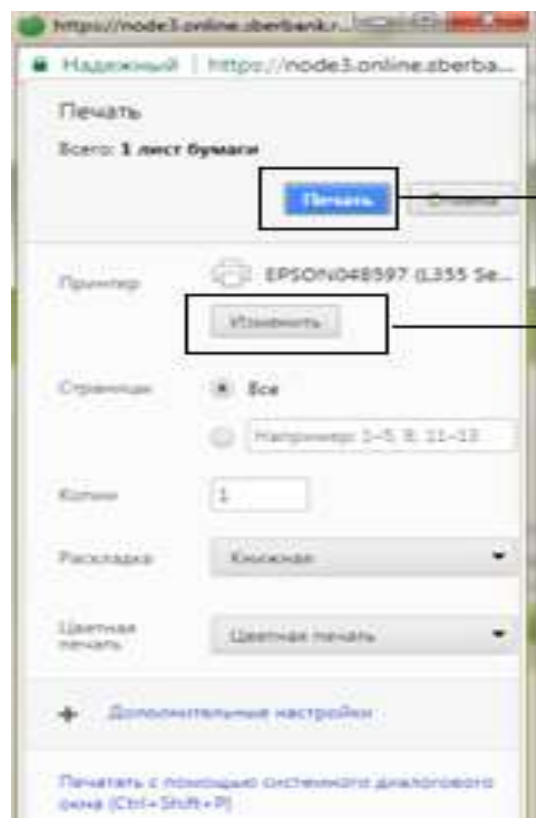 https://node3.online.sberbank.r...
Надежный | https://node3.online.sberba...
Печать
Всего: 1 лист бумаги
Печать Отмена
Принтер EPSON048597 (L355 Se...
Изменить
Страницы Все
Например: 1-5, 8, 11-13
Копии 1
Раскладка Книжная
Цветная Цветная печать
печать
+ Дополнительные настройки
Печатать с помощью системного диалогового
окна (Ctrl+Shift+P)